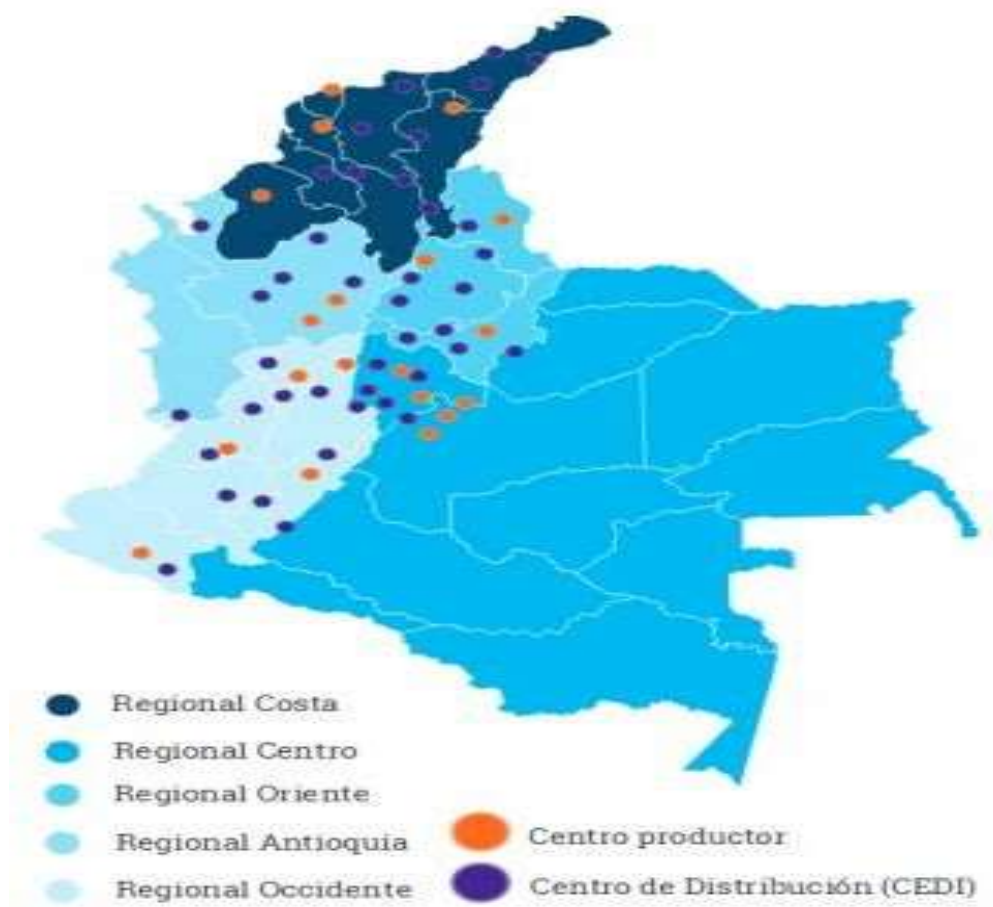 Regional Costa
Regional Centro
Regional Oriente
Regional Antioquia
Regional Occidente
Centro productor
Centro de Distribución (CEDI)